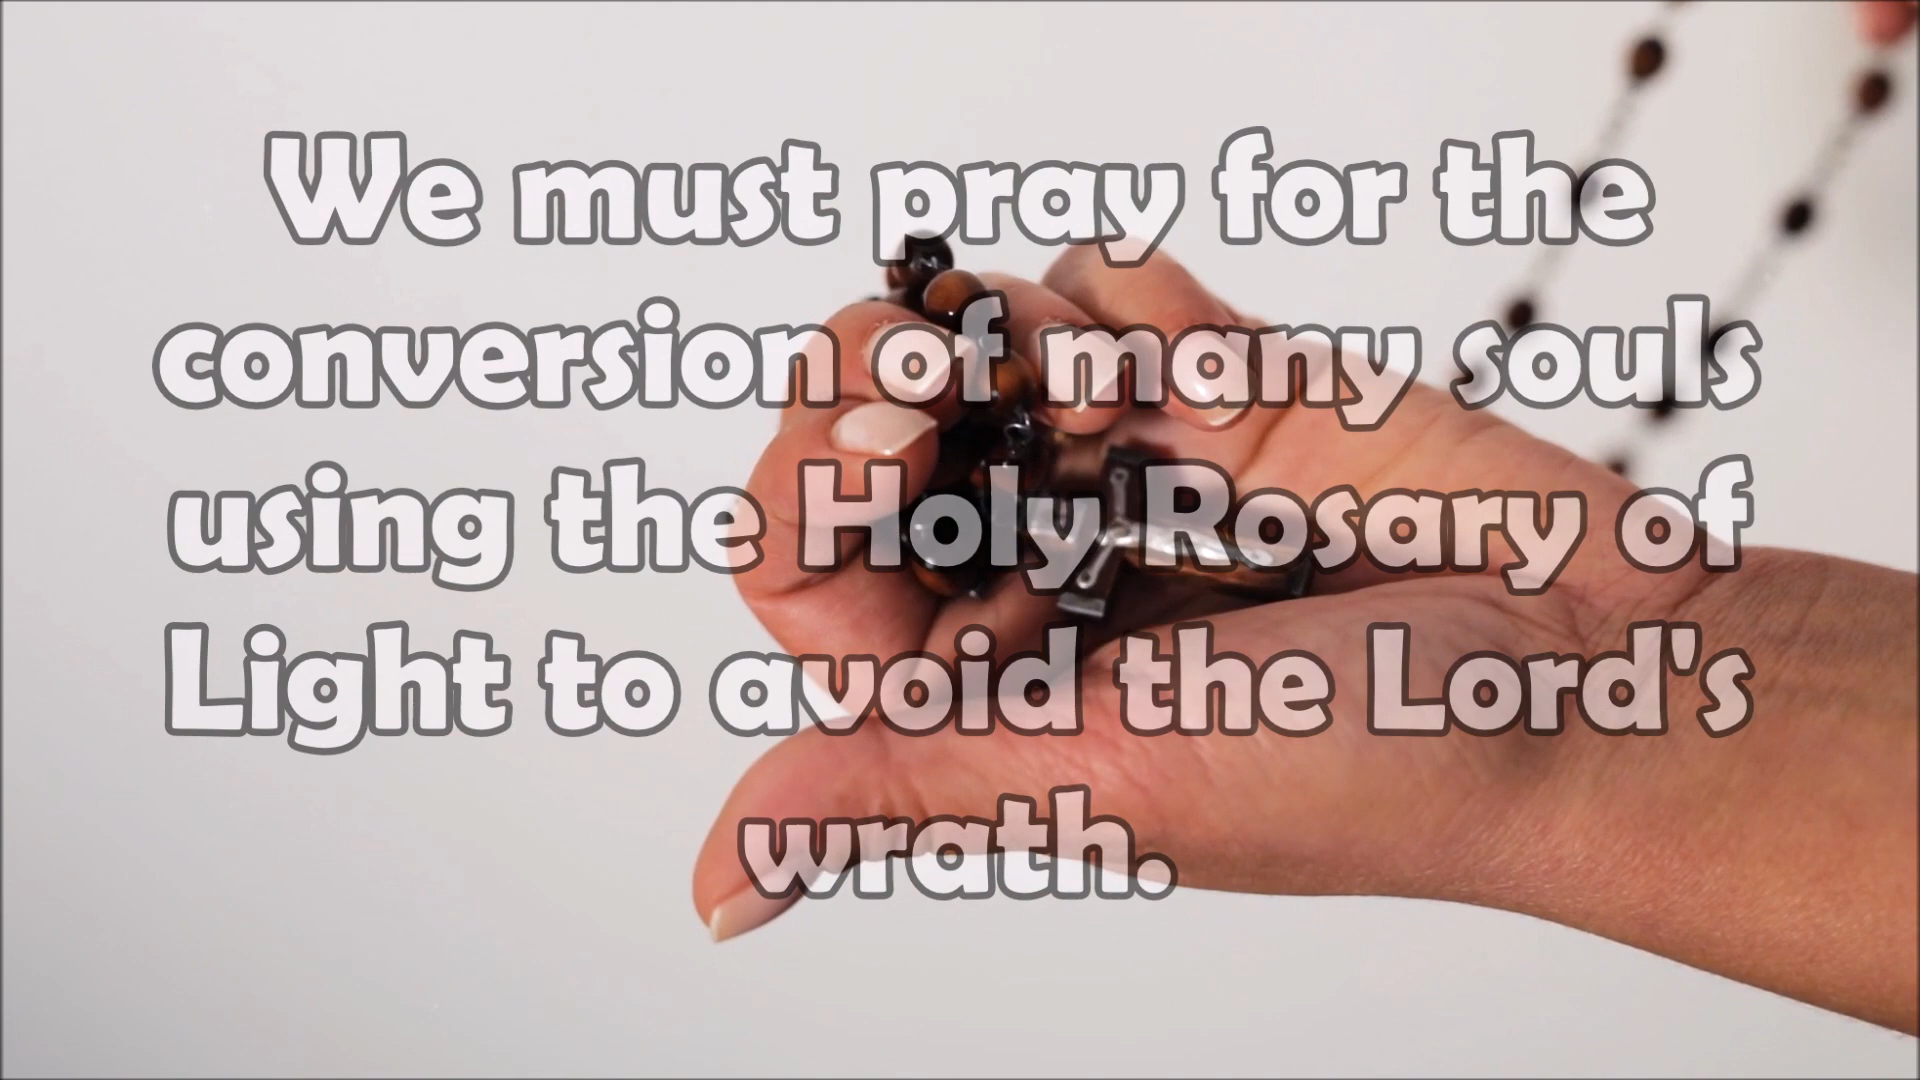 We must pray for the
conversion of many souls
using the Holy Rosary of
Light to avoid the Lord's
wrath.